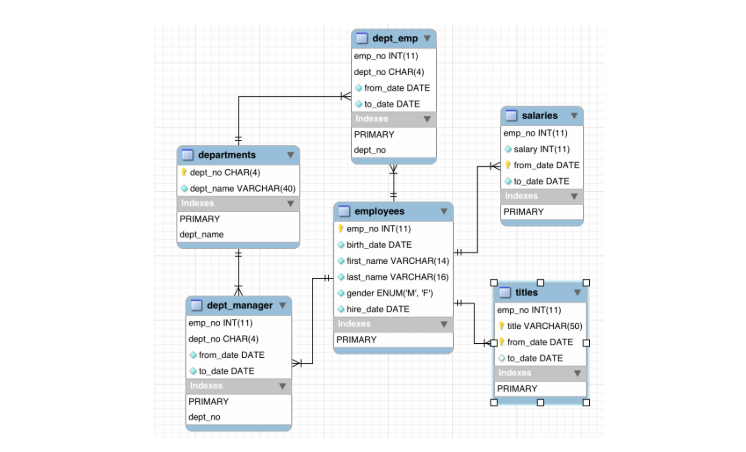 dept_emp
emp_no INT(11)
dept_no CHAR(4)
from_date DATE
to_date DATE
Indexes
PRIMARY
dept_no
departments
dept_no CHAR(4)
dept_name VARCHAR(40)
Indexes
PRIMARY
dept_name
salaries
emp_no INT(11)
salary INT(11)
from_date DATE
to_date DATE
Indexes
PRIMARY
employees
emp_no INT(11)
birth_date DATE
first_name VARCHAR(14)
last_name VARCHAR(16)
gender ENUM('M', 'F')
hire_date DATE
Indexes
PRIMARY
dept_manager
emp_no INT(11)
dept_no CHAR(4)
from_date DATE
to_date DATE
Indexes
PRIMARY
dept_no
titles
emp_no INT(11)
title VARCHAR(50)
from_date DATE
to_date DATE
Indexes
PRIMARY